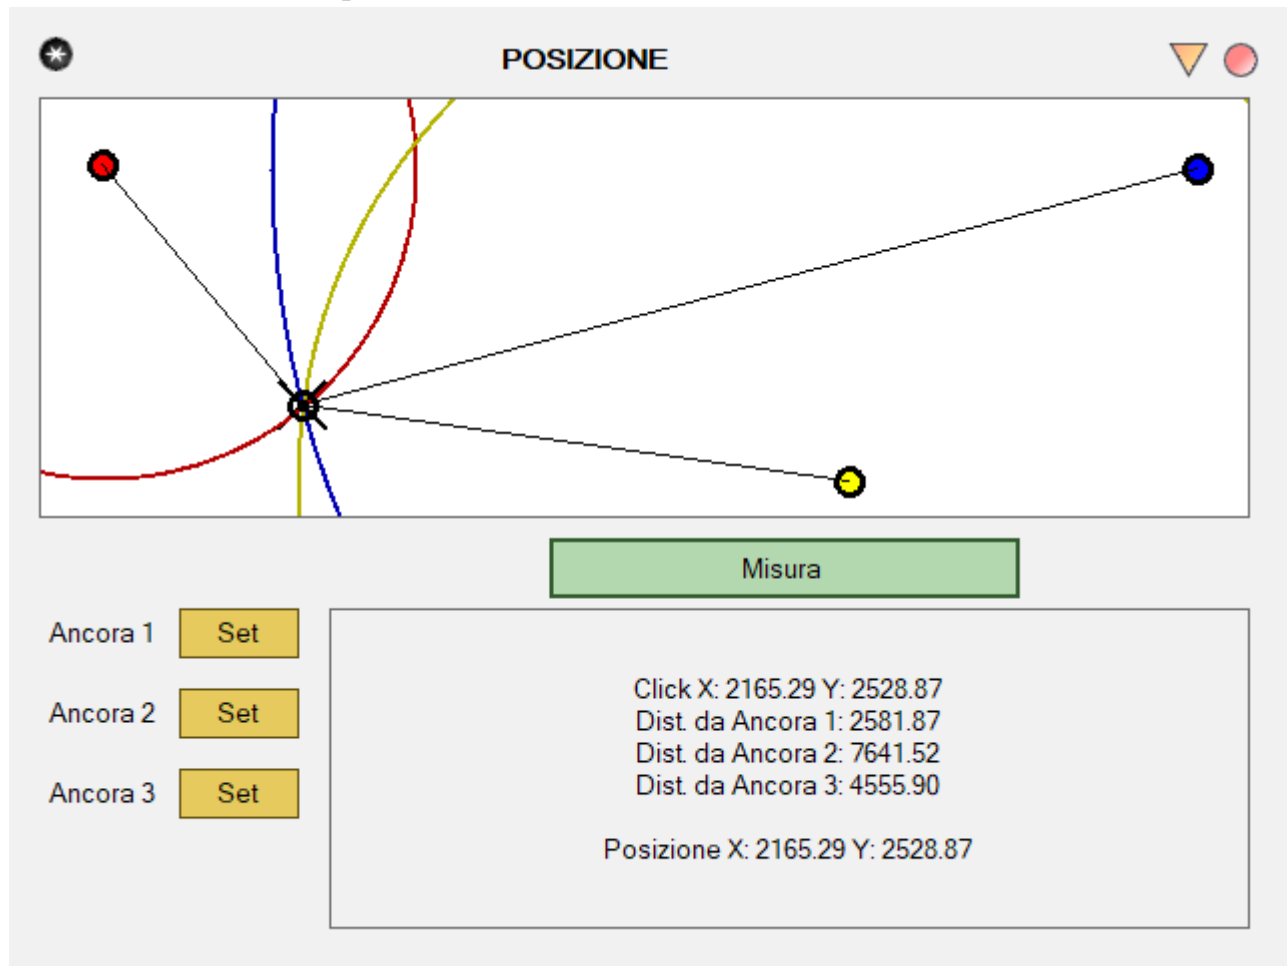 POSIZIONE
Misura
Ancora 1 Set
Ancora 2 Set
Ancora 3 Set
Click X: 2165.29 Y: 2528.87
Dist. da Ancora 1: 2581.87
Dist. da Ancora 2: 7641.52
Dist. da Ancora 3: 4555.90
Posizione X: 2165.29 Y: 2528.87